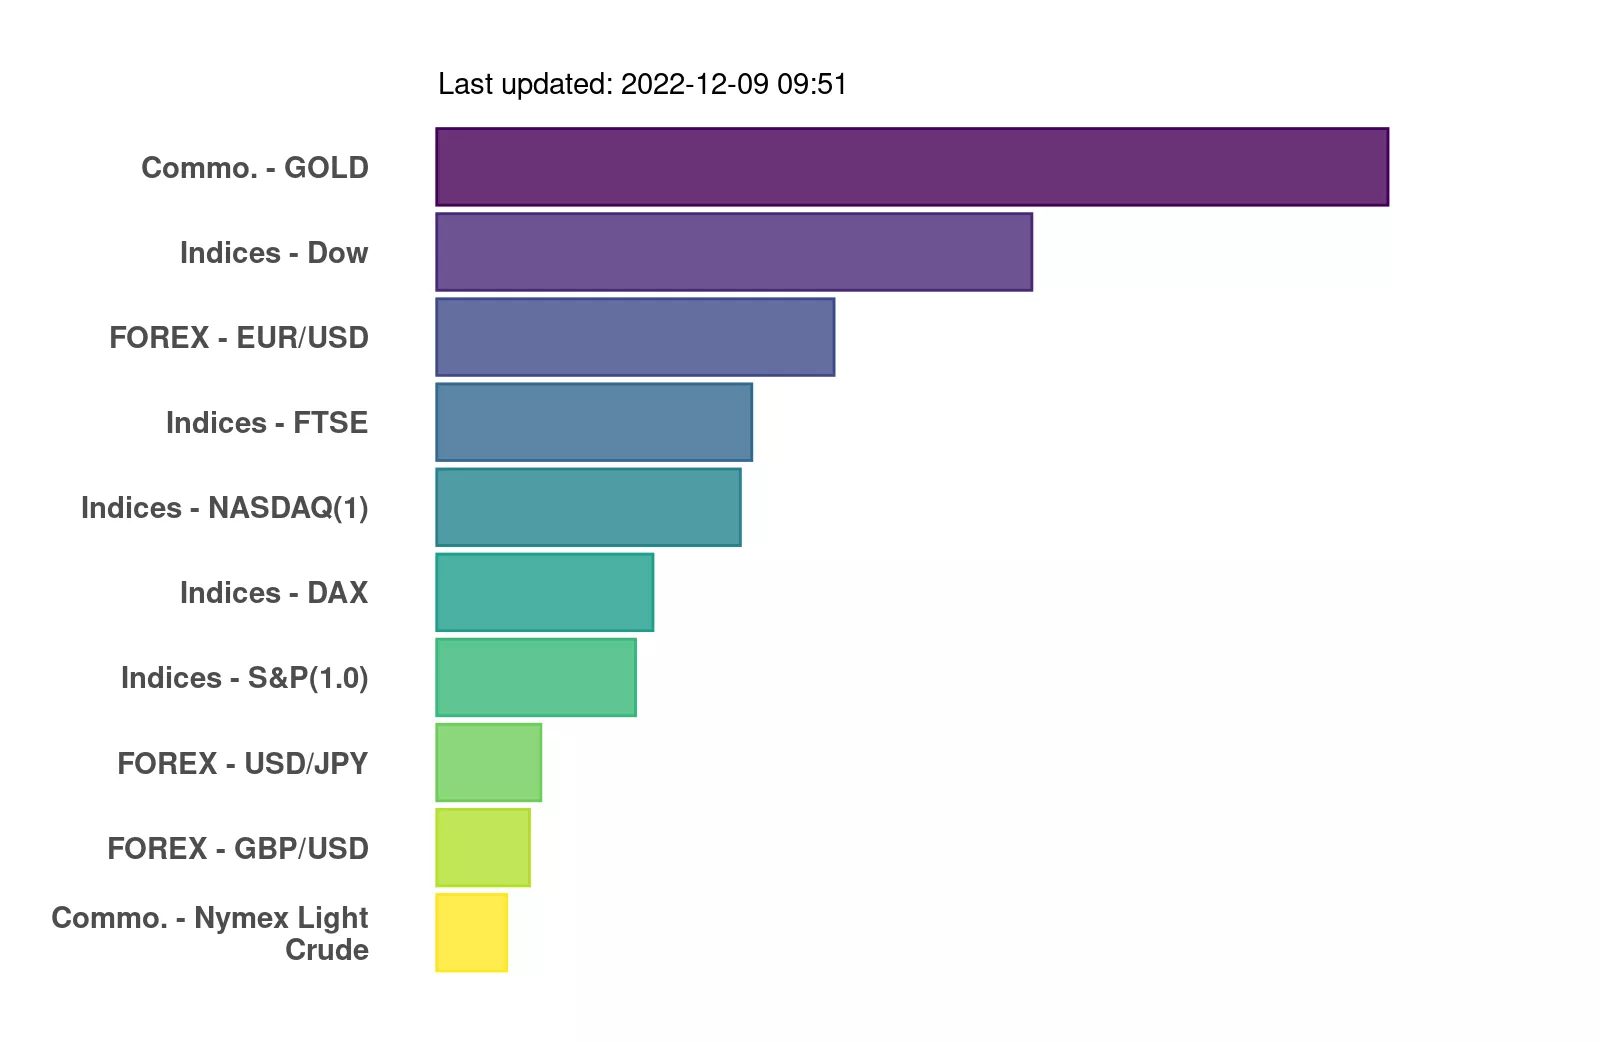 Last updated: 2022-12-09 09:51
Commo. - GOLD
Indices - Dow
FOREX - EUR/USD
Indices - FTSE
Indices - NASDAQ(1)
Indices - DAX
Indices - S&P(1.0)
FOREX - USD/JPY
FOREX - GBP/USD
Commo. - Nymex Light
Crude